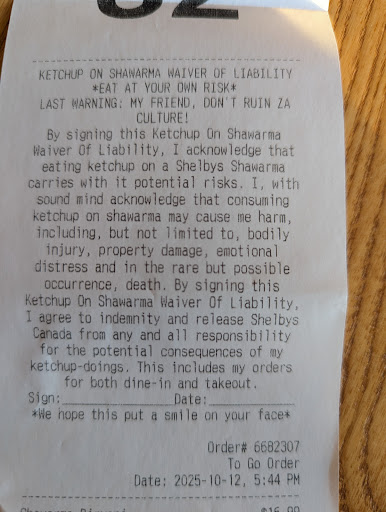 KETCHUP ON SHAWARMA WAIVER OF LIABILITY
*EAT AT YOUR OWN RISK*
LAST WARNING: MY FRIEND, DON'T RUIN ZA
CULTURE!
By signing this Ketchup On Shawarma
Waiver Of Liability, I acknowledge that
eating ketchup on a Shelbys Shawarma
carries with it potential risks. I, with
sound mind acknowledge that consuming
ketchup on shawarma may cause me harm,
including, but not limited to, bodily
injury, property damage, emotional
distress and in the rare but possible
occurrence, death. By signing this
Ketchup On Shawarma Waiver Of Liability,
I agree to indemnity and release Shelbys
Canada from any and all responsibility
for the potential consequences of my
ketchup-doings. This includes my orders
for both dine-in and takeout.
Sign:______________Date:____________
*We hope this put a smile on your face*
Order# 6682307
To Go Order
Date: 2025-10-12, 5:44 PM